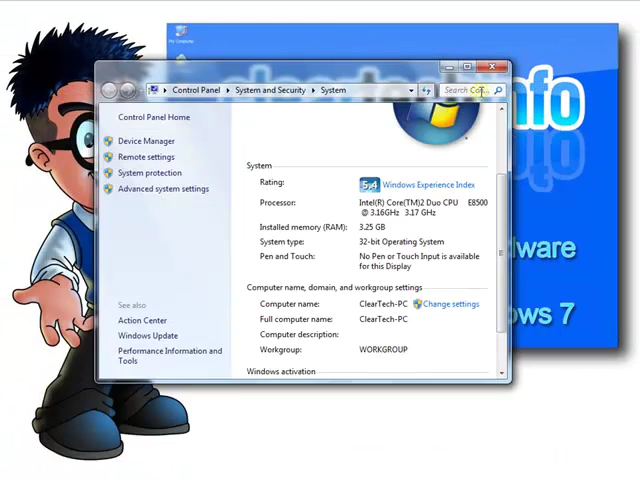 My Computer
info
Control Panel
System and Security
System
Search Con...
Control Panel Home
Device Manager
Remote settings
System protection
Advanced system settings
See also
Action Center
Windows Update
Performance Information and
Tools
System
Rating:
5,4 Windows Experience Index
Processor:
Intel(R) Core(TM)2 Duo CPU E8500
@ 3.16GHz 3.17 GHz
Installed memory (RAM):
3.25 GB
System type:
32-bit Operating System
Pen and Touch:
No Pen or Touch Input is available
for this Display
Computer name, domain, and workgroup settings
Computer name:
ClearTech-PC
Change settings
Full computer name:
ClearTech-PC
Computer description:
Workgroup:
WORKGROUP
Windows activation
dware
ows 7